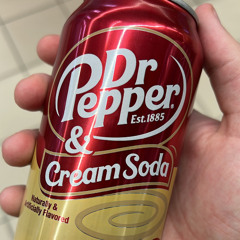 Dr
Pepper
Est.1885
&
Cream Soda
Naturally &
Artificially Flavored